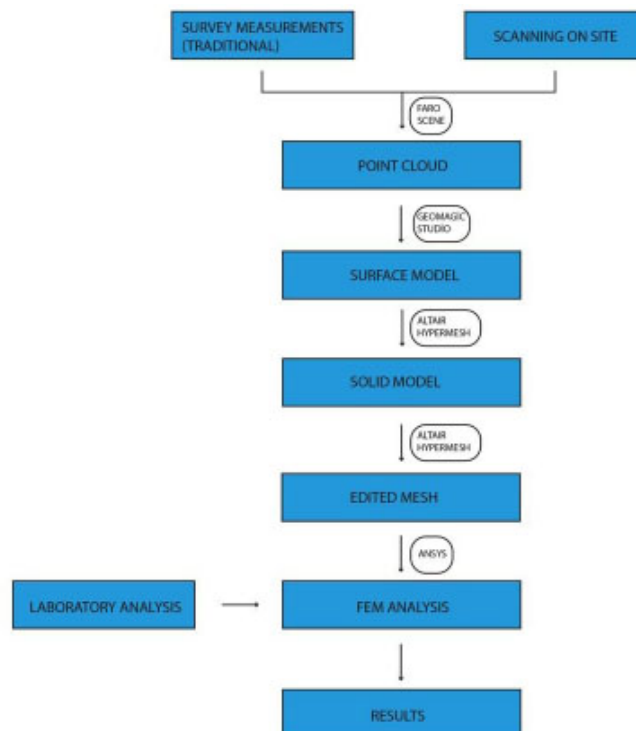 SURVEY MEASUREMENTS
(TRADITIONAL)
SCANNING ON SITE
FARO
SCENE
POINT CLOUD
GEOMAGIC
STUDIO
SURFACE MODEL
ALTAIR
HYPERMESH
SOLID MODEL
ALTAIR
HYPERMESH
EDITED MESH
ANSYS
LABORATORY ANALYSIS
FEM ANALYSIS
RESULTS